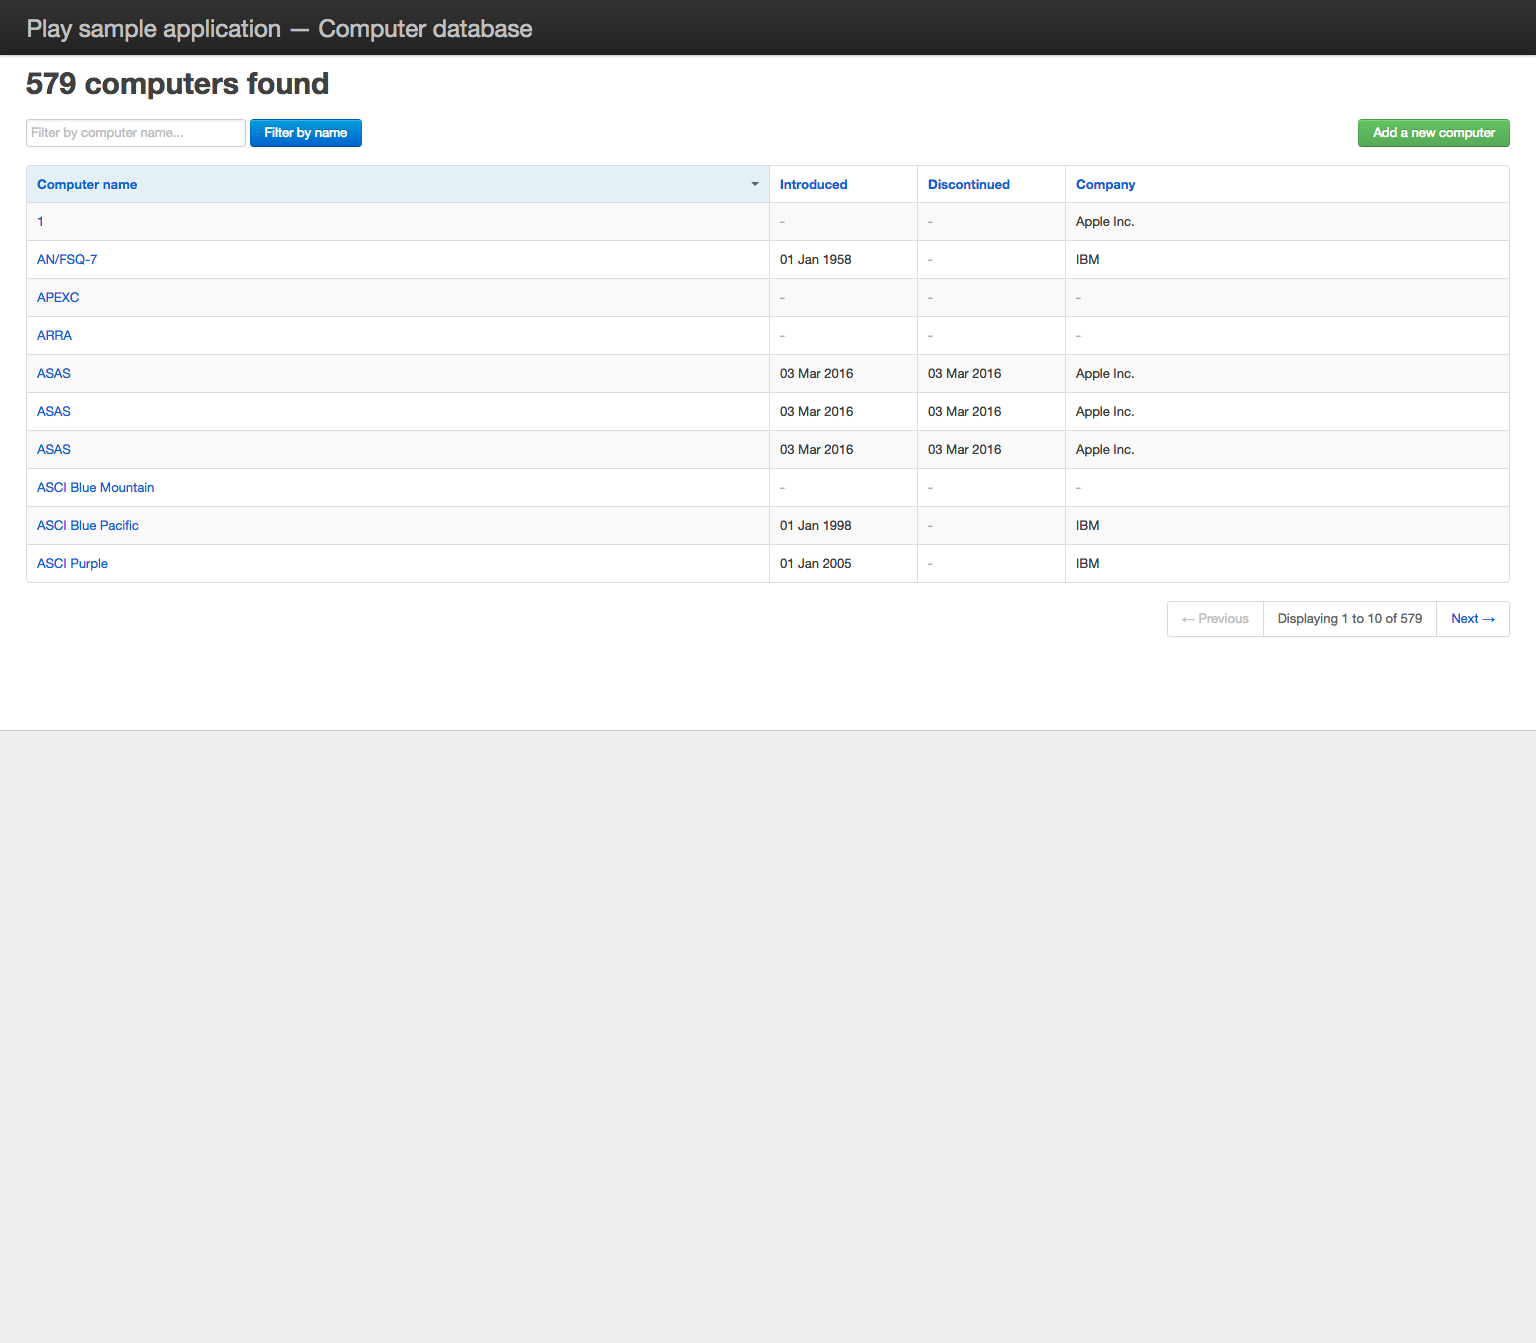 Play sample application — Computer database
579 computers found
Filter by computer name... Filter by name Add a new computer
Computer name Introduced Discontinued Company
1 - - Apple Inc.
AN/FSQ-7 01 Jan 1958 - IBM
APEXC - - -
ARRA - - -
ASAS 03 Mar 2016 03 Mar 2016 Apple Inc.
ASAS 03 Mar 2016 03 Mar 2016 Apple Inc.
ASAS 03 Mar 2016 03 Mar 2016 Apple Inc.
ASCI Blue Mountain - - -
ASCI Blue Pacific 01 Jan 1998 - IBM
ASCI Purple 01 Jan 2005 - IBM
← Previous Displaying 1 to 10 of 579 Next →